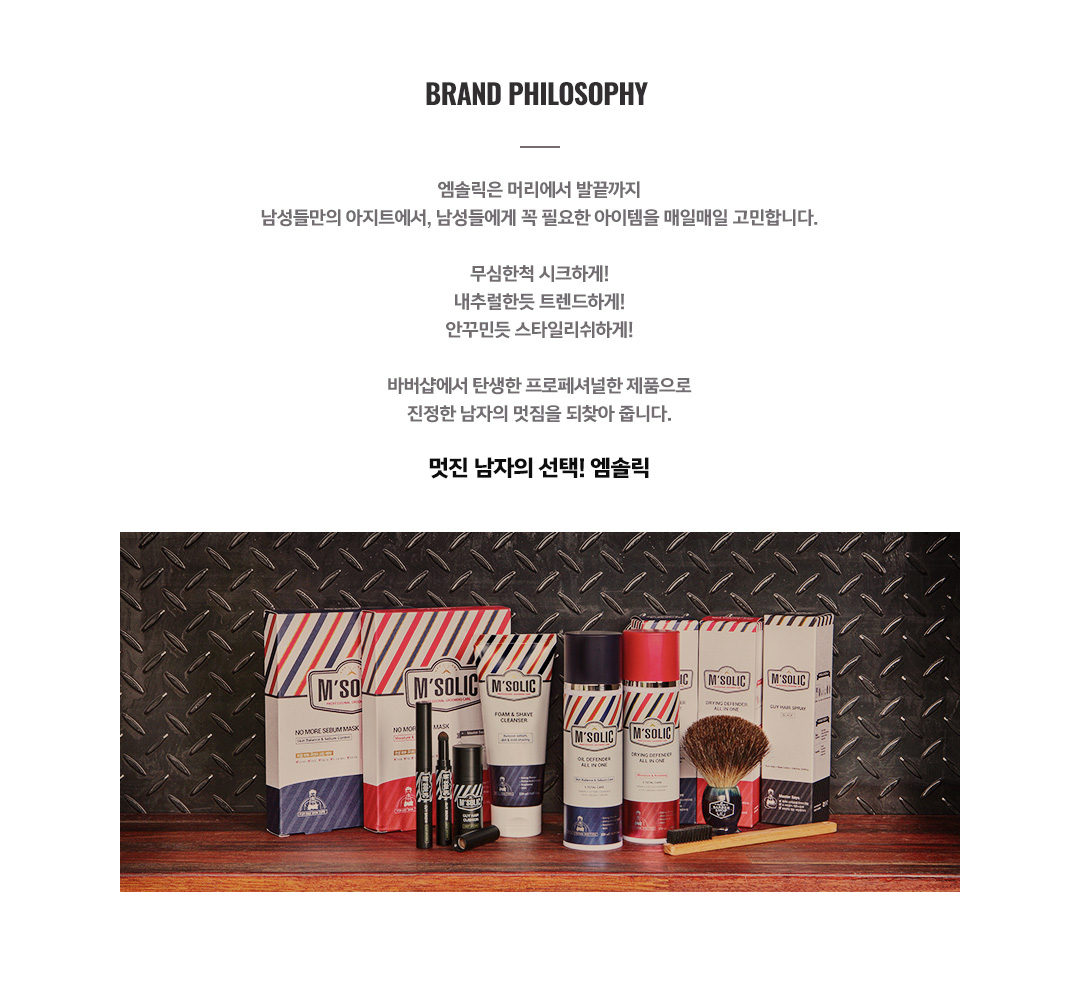 BRAND PHILOSOPHY
엠솔릭은 머리에서 발끝까지
남성들만의 아지트에서, 남성들에게 꼭 필요한 아이템을 매일매일 고민합니다.
무심한척 시크하게!
내추럴한듯 트렌드하게!
안꾸민듯 스타일리쉬하게!
바버샵에서 탄생한 프로페셔널한 제품으로
진정한 남자의 멋짐을 되찾아 줍니다.
멋진 남자의 선택! 엠솔릭
M'SO
NO MORE SEBUM MASK
M'SOLIC
NO MORE
MASK
M'SOLIC
FOAM & SHAVE
CLEANSER
M'SOLIC
OIL DEFENDER
ALL IN ONE
M'SOLIC
DRYING DEFENDER
ALL IN ONE
M'SOLIC
DRYING DEFENDER
ALL IN ONE
M'SOLIC
GUY HAIR SPRAY
M'SOLIC